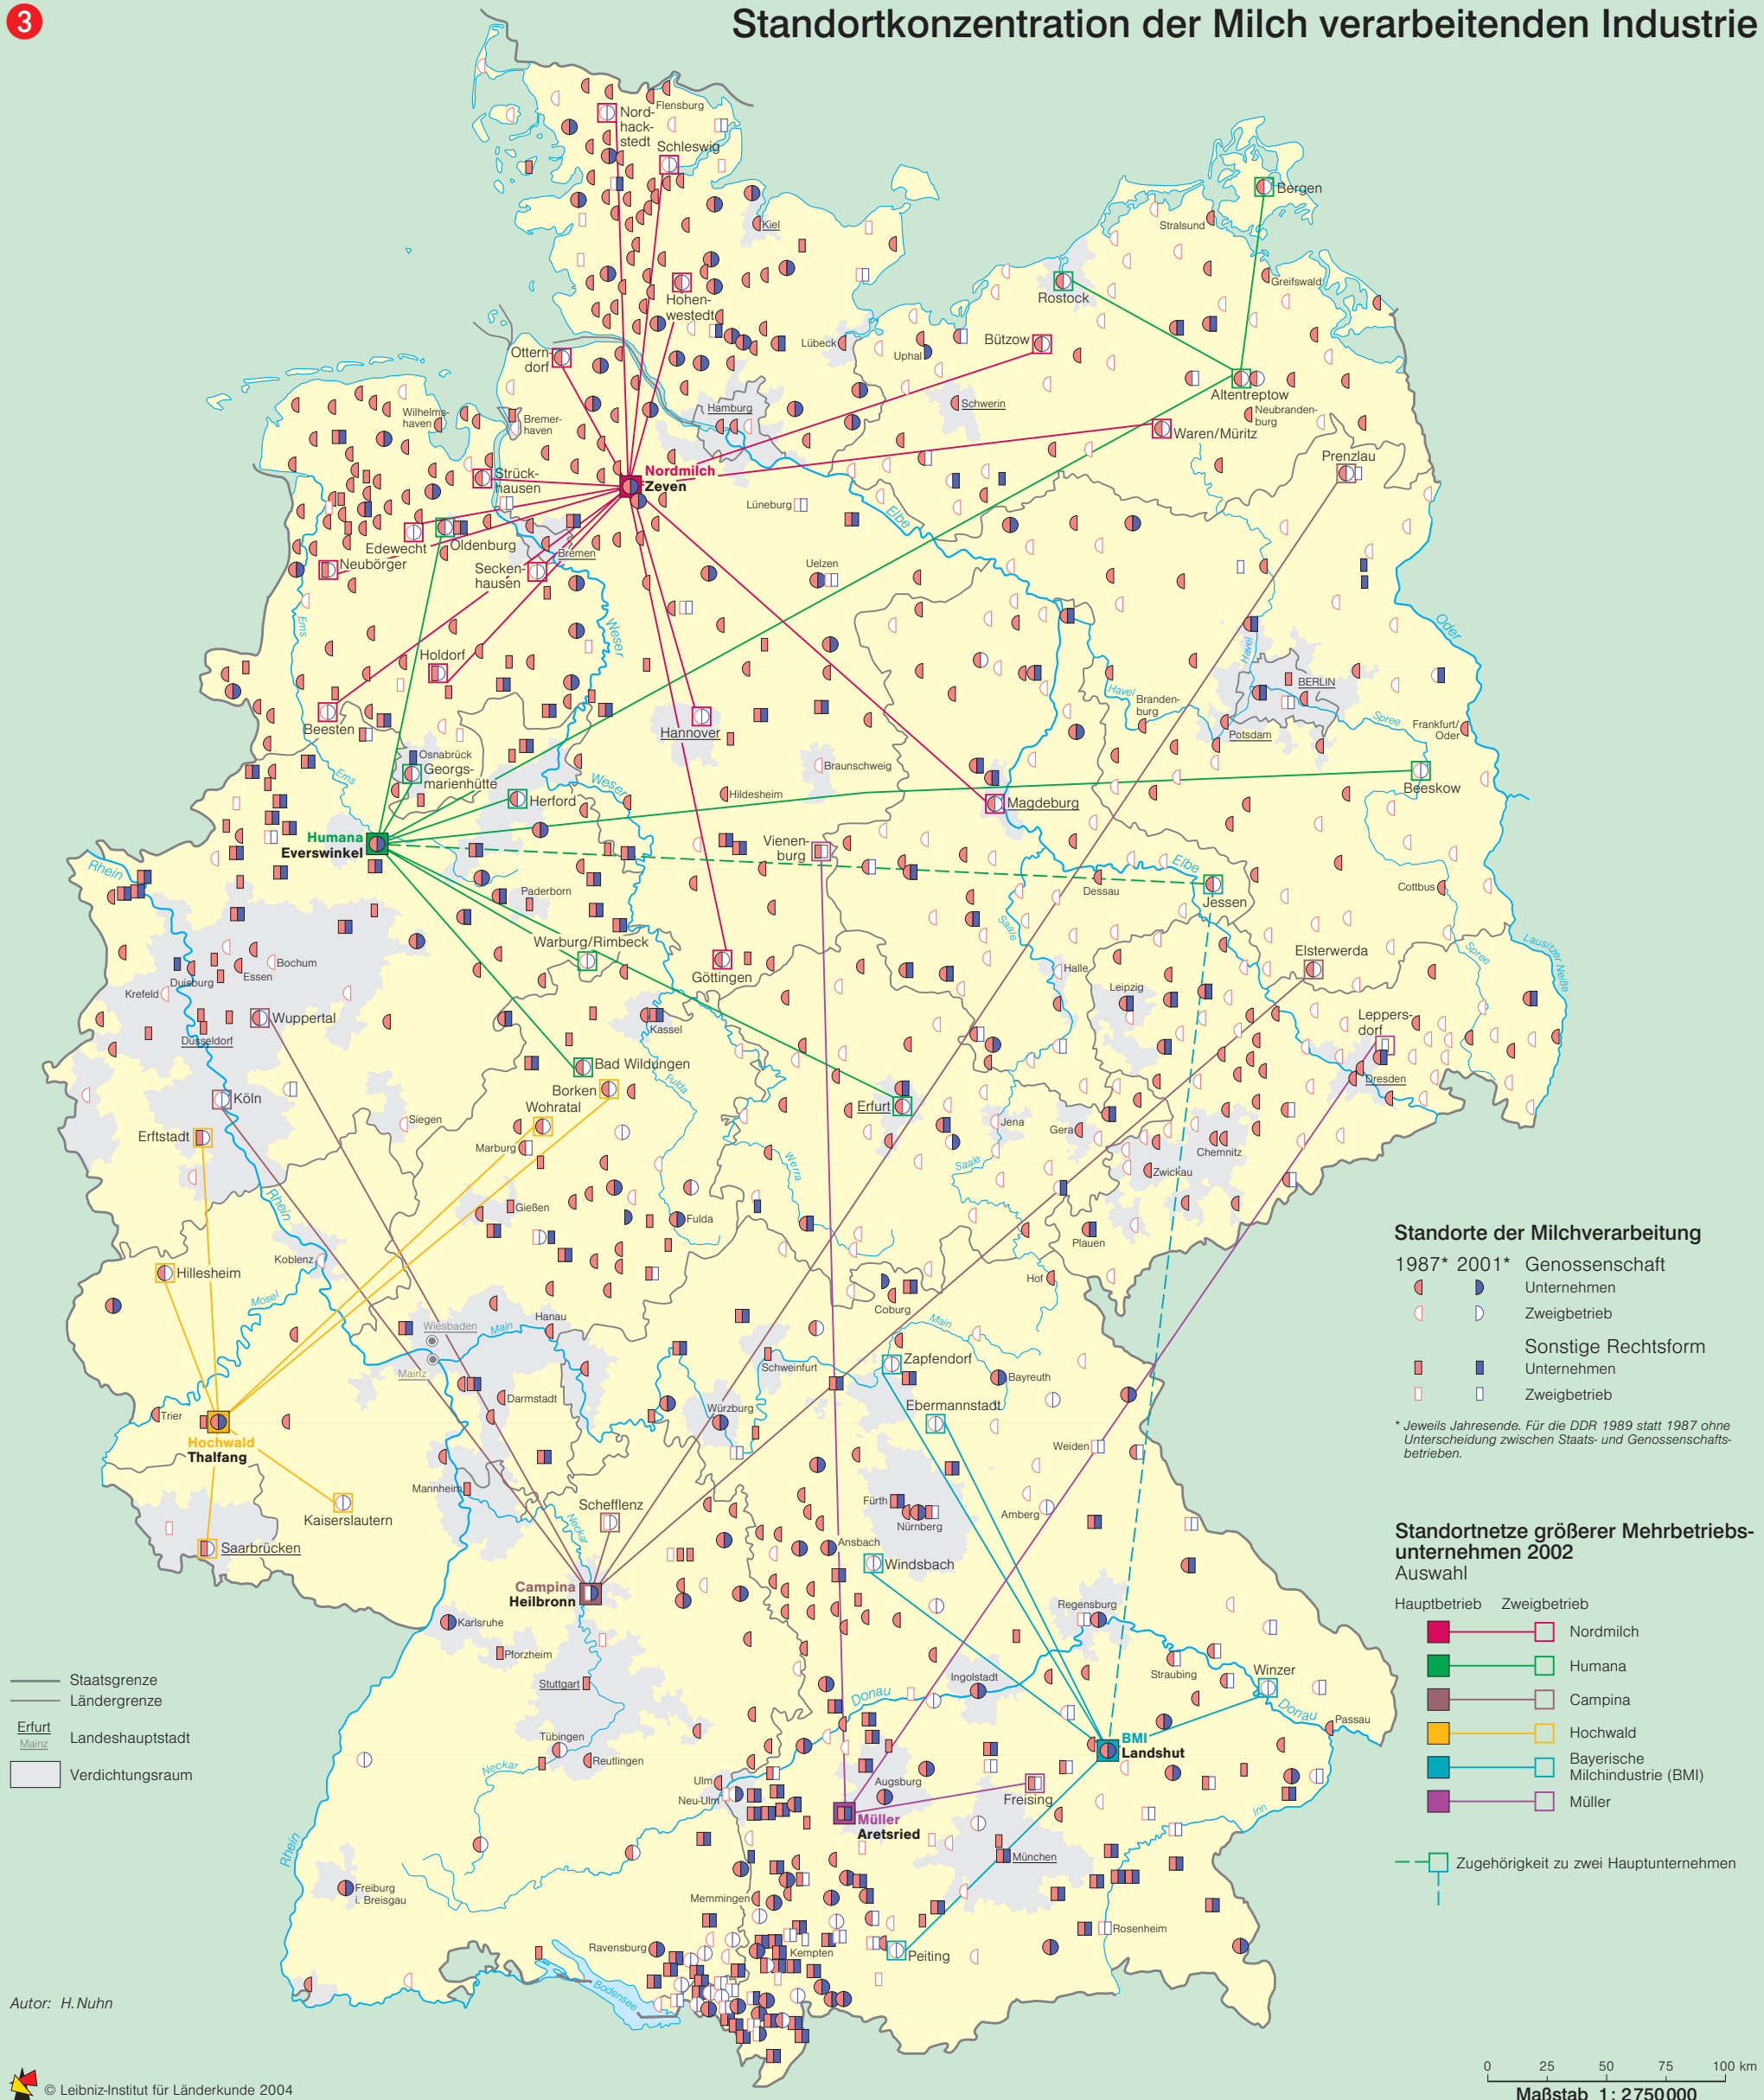 3
Standortkonzentration der Milch verarbeitenden Industrie
Flensburg
Nord-
hack-
stedt
Schleswig
Kiel
Bergen
Stralsund
Greifswald
Rostock
Hohen-
westedt
Lübeck
Uphal
Bützow
Ottern-
dorf
Altentreptow
Neubranden-
burg
Schwerin
Hamburg
Wilhelms-
haven
Bremer-
haven
Waren/Müritz
Prenzlau
Strück-
hausen
Nordmilch
Zeven
Lüneburg
Elbe
Edewecht
Oldenburg
Bremen
Neubörger
Secken-
hausen
Uelzen
Ems
Weser
Oder
Havel
Holdorf
Havel
Branden-
burg
BERLIN
Spree
Frankfurt/
Oder
Potsdam
Beesten
Hannover
Osnabrück
Georgs-
marienhütte
Ems
Braunschweig
Beeskow
Weser
Herford
Hildesheim
Magdeburg
Humana
Everswinkel
Vienen-
burg
Rhein
Elbe
Dessau
Jessen
Cottbus
Paderborn
Saale
Warburg/Rimbeck
Göttingen
Elsterwerda
Spree
Lausitzer Neiße
Bochum
Essen
Duisburg
Krefeld
Halle
Leipzig
Wuppertal
Düsseldorf
Kassel
Leppers-
dorf
Dresden
Bad Wildungen
Borken
Fulda
Wohratal
Köln
Erfurt
Siegen
Jena
Gera
Erftstadt
Marburg
Chemnitz
Zwickau
Werra
Saale
Rhein
Gießen
Fulda
Plauen
Koblenz
Hillesheim
Mosel
Hof
Coburg
Hanau
Main
Wiesbaden
Main
Mainz
Schweinfurt
Zapfendorf
Bayreuth
Darmstadt
Trier
Würzburg
Ebermannstadt
Hochwald
Thalfang
Weiden
Mannheim
Kaiserslautern
Schefflenz
Neckar
Fürth
Nürnberg
Amberg
Saarbrücken
Ansbach
Windsbach
Campina
Heilbronn
Regensburg
Karlsruhe
Pforzheim
Stuttgart
Straubing
Winzer
Ingolstadt
Donau
Donau
Passau
Tübingen
Reutlingen
Neckar
BMI
Landshut
Ulm
Neu-Ulm
Augsburg
Freising
Müller
Aretsried
Inn
Rhein
München
Freiburg
i. Breisgau
Memmingen
Rosenheim
Ravensburg
Kempten
Peiting
Bodensee
Standorte der Milchverarbeitung
1987* 2001* Genossenschaft
Unternehmen
Zweigbetrieb
Sonstige Rechtsform
Unternehmen
Zweigbetrieb
* Jeweils Jahresende. Für die DDR 1989 statt 1987 ohne
Unterscheidung zwischen Staats- und Genossenschafts-
betrieben.
Standortnetze größerer Mehrbetriebs-
unternehmen 2002
Auswahl
Hauptbetrieb Zweigbetrieb
Nordmilch
Humana
Campina
Hochwald
Bayerische
Milchindustrie (BMI)
Müller
Zugehörigkeit zu zwei Hauptunternehmen
Staatsgrenze
Ländergrenze
Erfurt
Mainz
Landeshauptstadt
Verdichtungsraum
Autor: H.Nuhn
© Leibniz-Institut für Länderkunde 2004
0 25 50 75 100 km
Maßstab 1 : 2750000